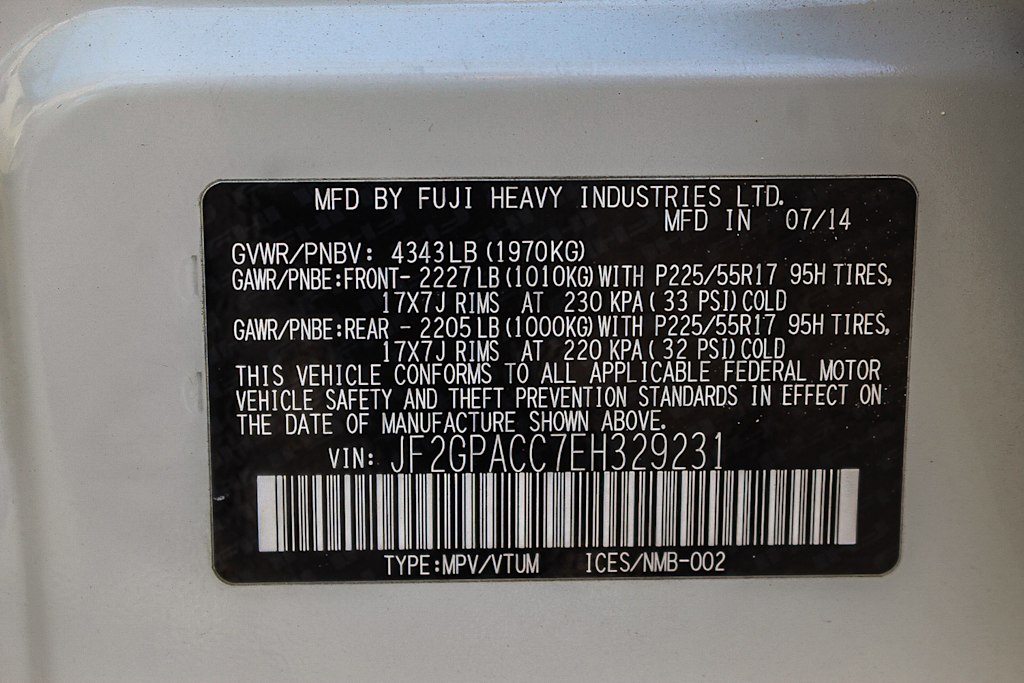 MFD BY FUJI HEAVY INDUSTRIES LTD.
MFD IN 07/14
GVWR/PNBV: 4343LB(1970KG)
GAWR/PNBE:FRONT- 2227LB(1010KG)WITH P225/55R17 95H TIRES,
17X7J RIMS AT 230 KPA( 33 PSI)COLD
GAWR/PNBE:REAR - 2205LB(1000KG)WITH P225/55R17 95H TIRES,
17X7J RIMS AT 220 KPA( 32 PSI)COLD
THIS VEHICLE CONFORMS TO ALL APPLICABLE FEDERAL MOTOR
VEHICLE SAFETY AND THEFT PREVENTION STANDARDS IN EFFECT ON
THE DATE OF MANUFACTURE SHOWN ABOVE.
VIN: JF2GPACC7EH329231
TYPE:MPV/VTUM ICES/NMB-002